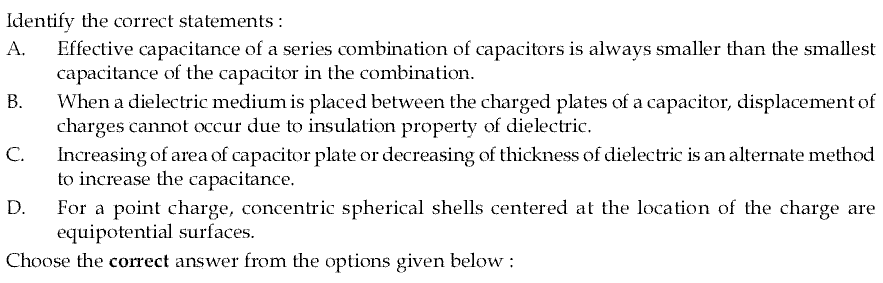 Identify the correct statements :
A. Effective capacitance of a series combination of capacitors is always smaller than the smallest
capacitance of the capacitor in the combination.
B. When a dielectric medium is placed between the charged plates of a capacitor, displacement of
charges cannot occur due to insulation property of dielectric.
C. Increasing of area of capacitor plate or decreasing of thickness of dielectric is an alternate method
to increase the capacitance.
D. For a point charge, concentric spherical shells centered at the location of the charge are
equipotential surfaces.
Choose the correct answer from the options given below :